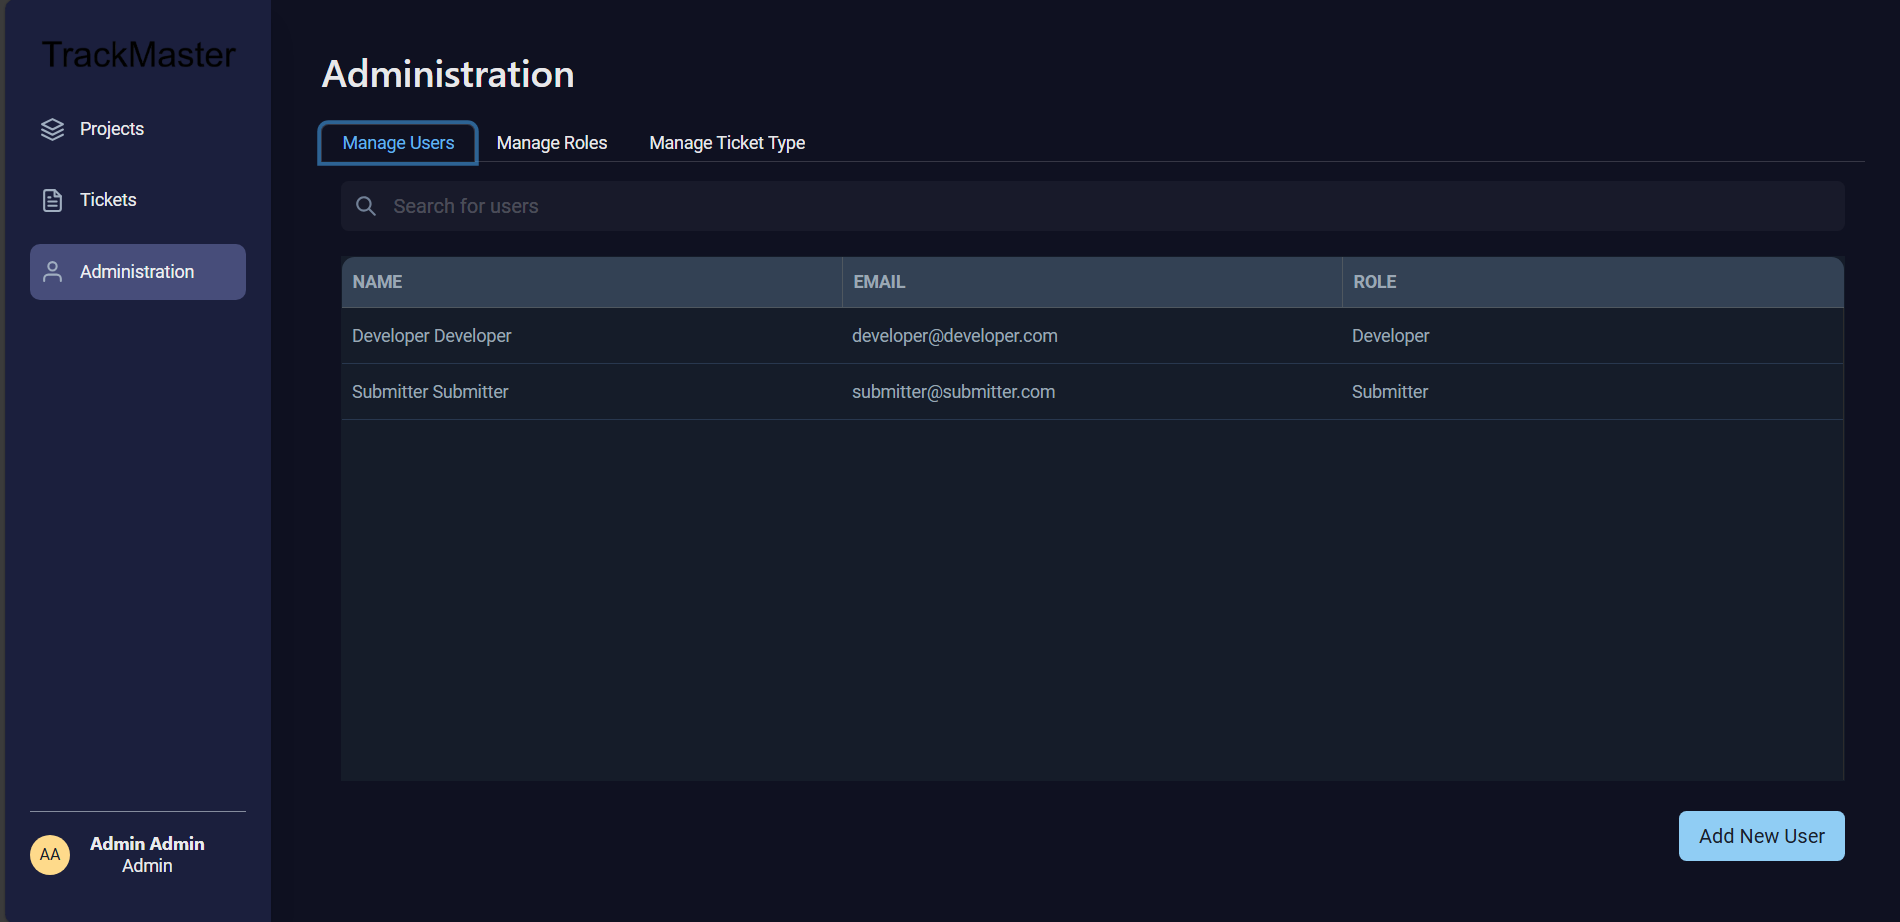 TrackMaster
Projects
Tickets
Administration
AA
Admin Admin
Admin
Administration
Manage Users
Manage Roles
Manage Ticket Type
Search for users
NAME
EMAIL
ROLE
Developer Developer
developer@developer.com
Developer
Submitter Submitter
submitter@submitter.com
Submitter
Add New User